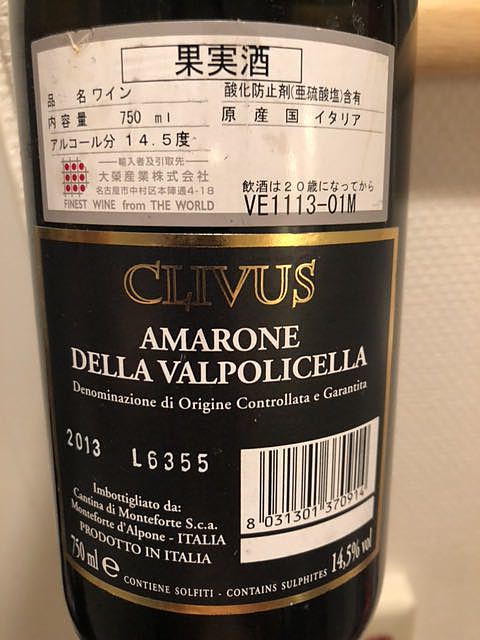 果実酒
品 名 ワイン 酸化防止剤(亜硫酸塩)含有
内容量 750 ml 原産国 イタリア
アルコール分 14.5度
輸入者及引取先
大榮産業株式会社
名古屋市中村区本陣通4-18 飲酒は20歳になってから
FINEST WINE from THE WORLD VE1113-01M
CLIVUS
AMARONE
DELLA VALPOLICELLA
Denominazione di Origine Controllata e Garantita
2013 L6355
Imbottigliato da:
Cantina di Monteforte S.c.a.
Monteforte d'Alpone - ITALIA
PRODOTTO IN ITALIA
8 031301 370914
750 ml e 14,5% vol
CONTIENE SOLFITI - CONTAINS SULPHITES